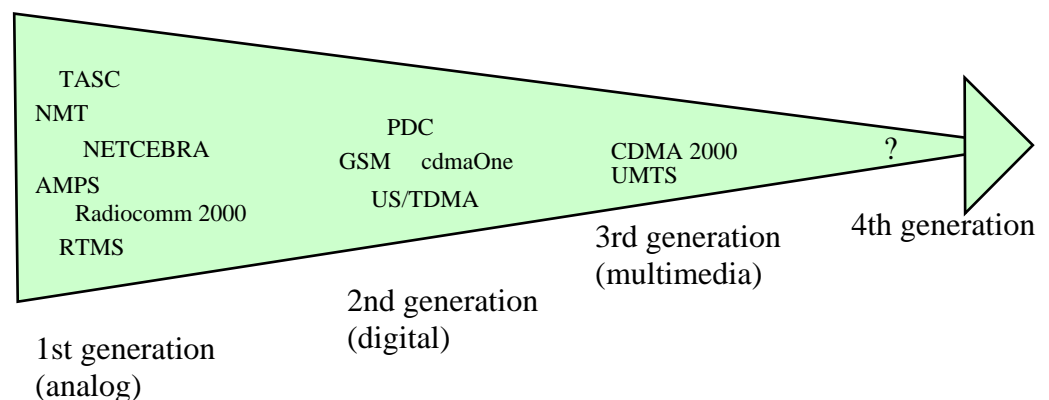 TASC
NMT
NETCEBRA
AMPS
Radiocomm 2000
RTMS
1st generation
(analog)
PDC
GSM cdmaOne
US/TDMA
2nd generation
(digital)
CDMA 2000
UMTS
3rd generation
(multimedia)
?
4th generation